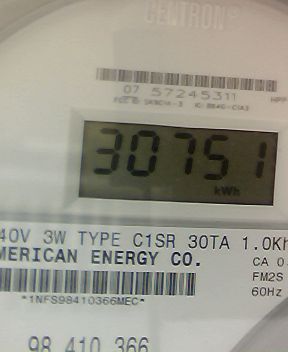 CENTRON®
07 57245311
30751
kWh
40V 3W TYPE C1SR 30TA 1.0Kh
MERICAN ENERGY CO.
CA 0
FM2S
60Hz
*1NFS98410366MEC*
98 410 366